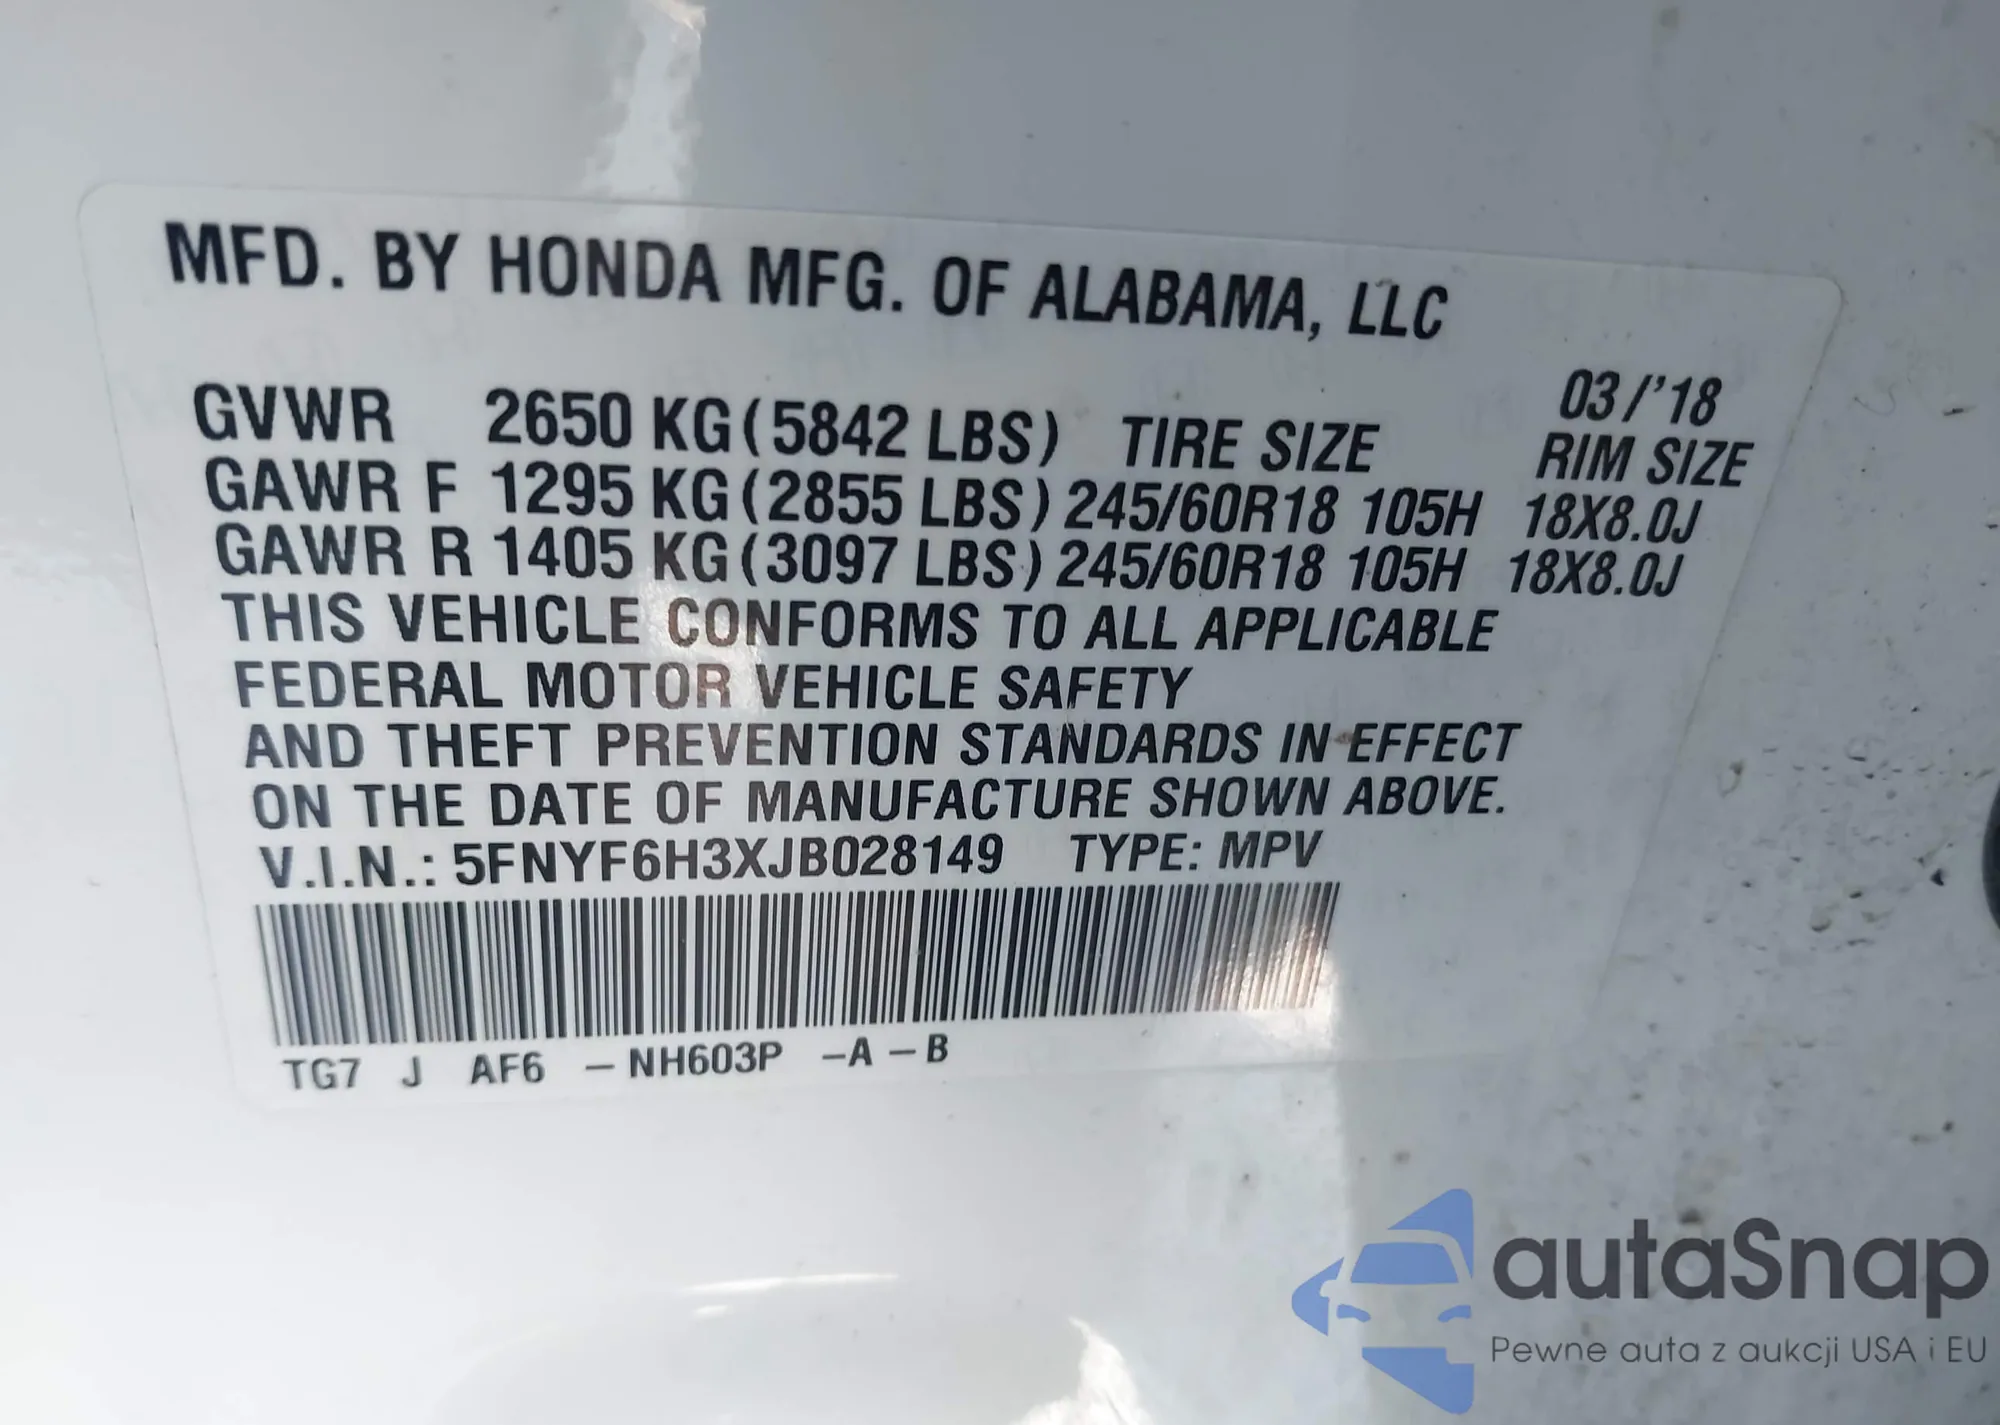 MFD. BY HONDA MFG. OF ALABAMA, LLC
03/'18
GVWR 2650 KG (5842 LBS) TIRE SIZE RIM SIZE
GAWR F 1295 KG (2855 LBS) 245/60R18 105H 18X8.0J
GAWR R 1405 KG (3097 LBS) 245/60R18 105H 18X8.0J
THIS VEHICLE CONFORMS TO ALL APPLICABLE
FEDERAL MOTOR VEHICLE SAFETY
AND THEFT PREVENTION STANDARDS IN EFFECT
ON THE DATE OF MANUFACTURE SHOWN ABOVE.
V.I.N.: 5FNYF6H3XJB028149 TYPE: MPV
TG7 J AF6 – NH603P –A – B
autaSnap
Pewne auta z aukcji USA i EU